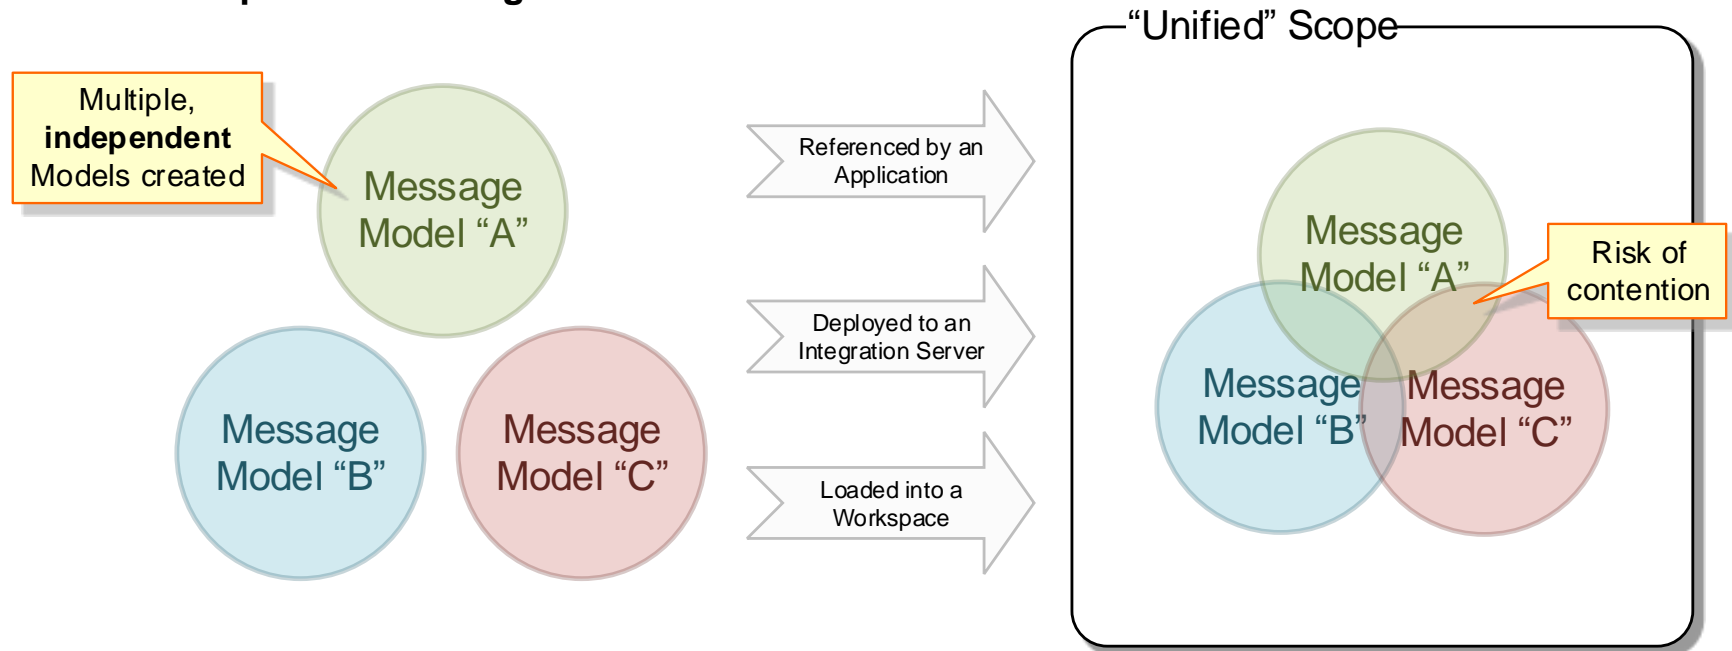 “Unified” Scope
Multiple,
independent
Models created
Message
Model “A”
Message
Model “B”
Message
Model “C”
Referenced by an
Application
Deployed to an
Integration Server
Loaded into a
Workspace
Message
Model “A”
Risk of
contention
Message
Model “B”
Message
Model “C”